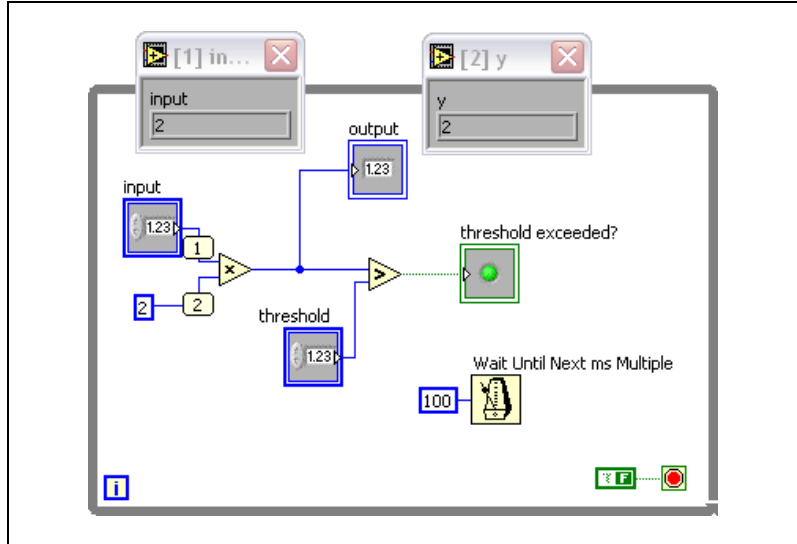 [1] in...
[2] y
input
2
y
2
output
1.23
input
1.23
1
×
threshold exceeded?
>
2
2
threshold
1.23
Wait Until Next ms Multiple
100
i
F